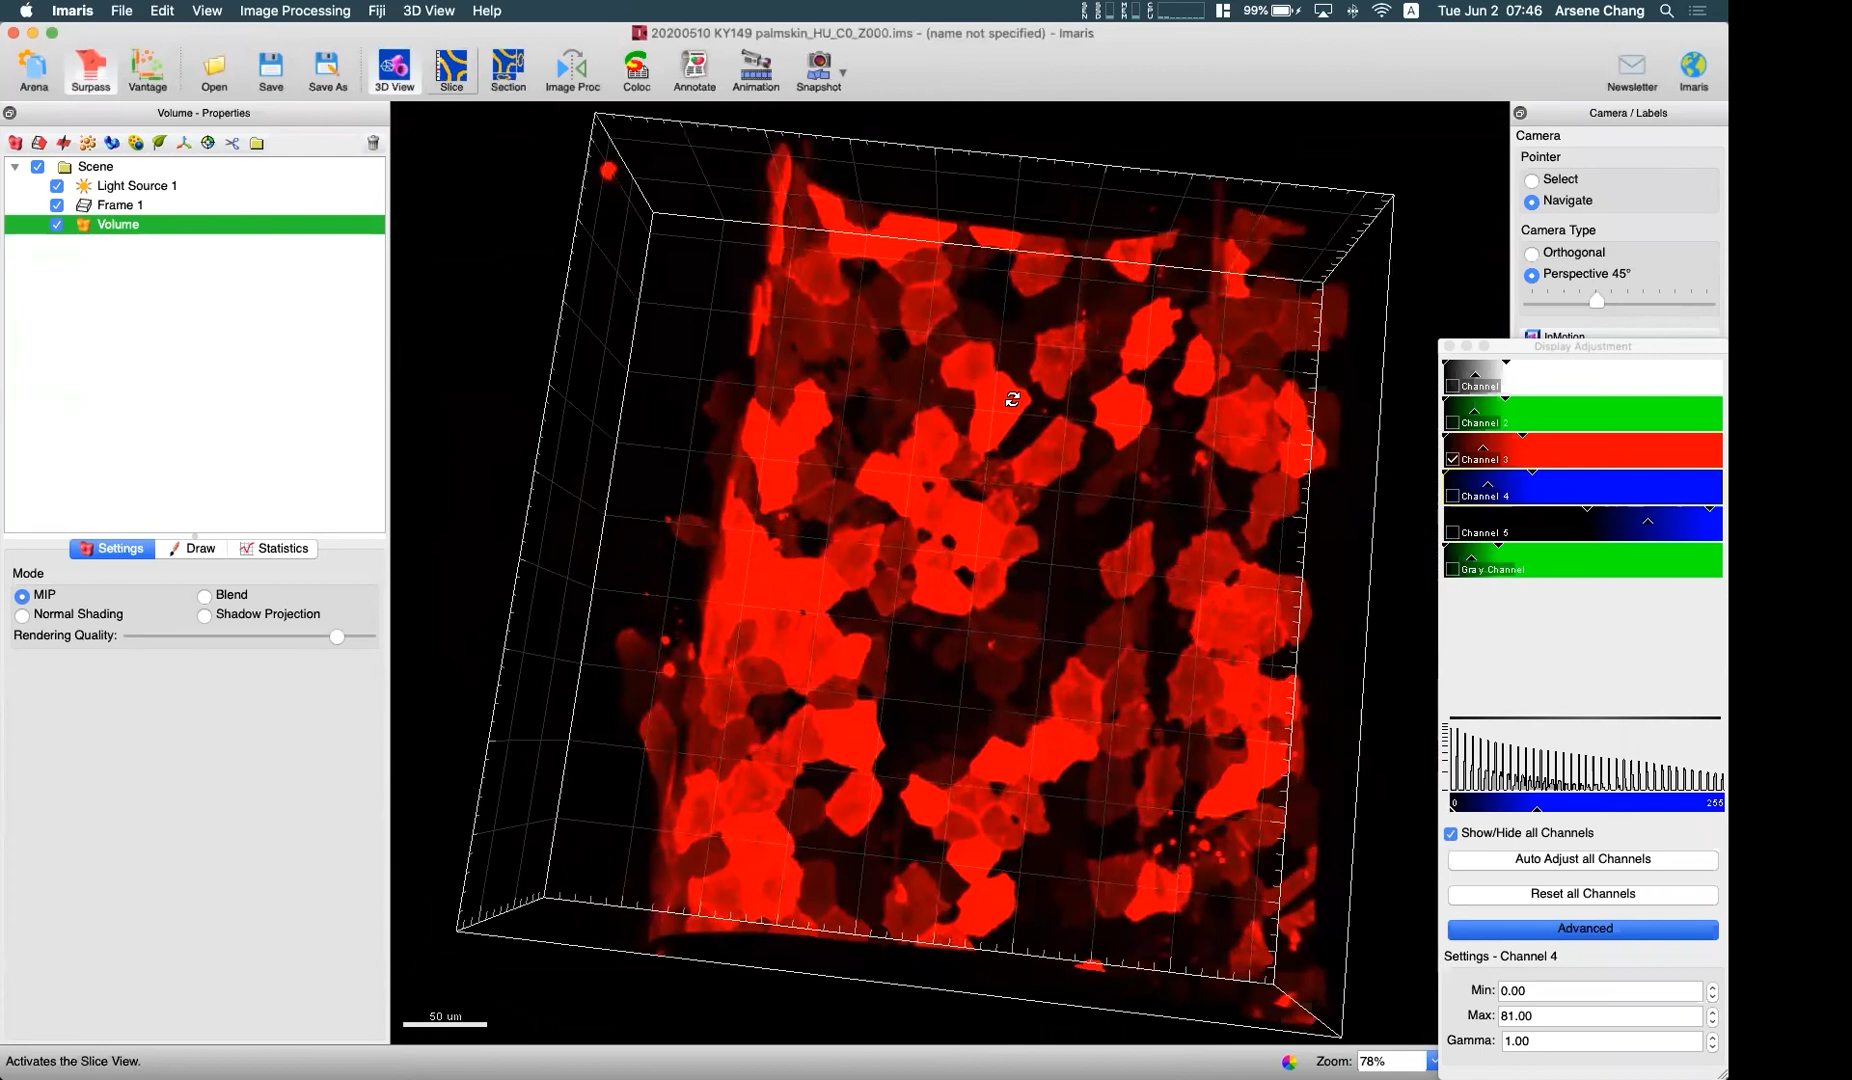 Imaris File Edit View Image Processing Fiji 3D View Help 99% A Tue Jun 2 07:46 Arsene Chang
20200510 KY149 palmskin_HU_C0_Z000.ims - (name not specified) - Imaris
Arena Surpass Vantage Open Save Save As 3D View Slice Section Image Proc Coloc Annotate Animation Snapshot Newsletter Imaris
Volume - Properties
Scene
Light Source 1
Frame 1
Volume
Settings Draw Statistics
Mode
MIP Blend
Normal Shading Shadow Projection
Rendering Quality:
50 um
Activates the Slice View.
Zoom: 78%
Camera / Labels
Camera
Pointer
Select
Navigate
Camera Type
Orthogonal
Perspective 45°
InMotion
Display Adjustment
Channel
Channel 2
Channel 3
Channel 4
Channel 5
Gray Channel
0 255
Show/Hide all Channels
Auto Adjust all Channels
Reset all Channels
Advanced
Settings - Channel 4
Min: 0.00
Max: 81.00
Gamma: 1.00